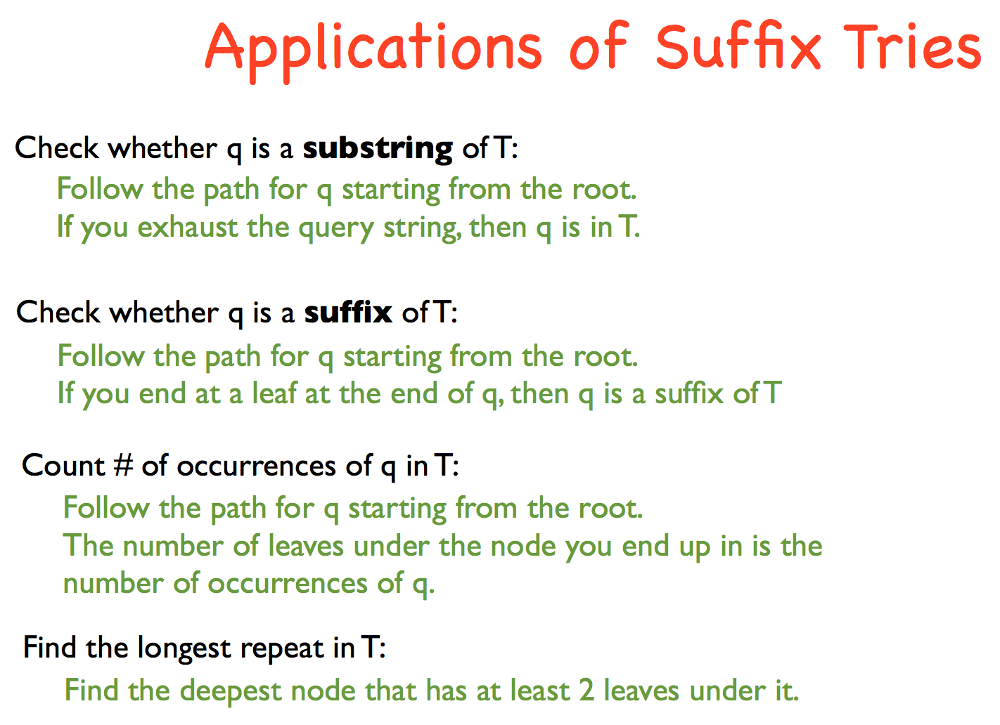 Applications of Suffix Tries
Check whether q is a substring of T:
Follow the path for q starting from the root.
If you exhaust the query string, then q is in T.
Check whether q is a suffix of T:
Follow the path for q starting from the root.
If you end at a leaf at the end of q, then q is a suffix of T
Count # of occurrences of q in T:
Follow the path for q starting from the root.
The number of leaves under the node you end up in is the
number of occurrences of q.
Find the longest repeat in T:
Find the deepest node that has at least 2 leaves under it.